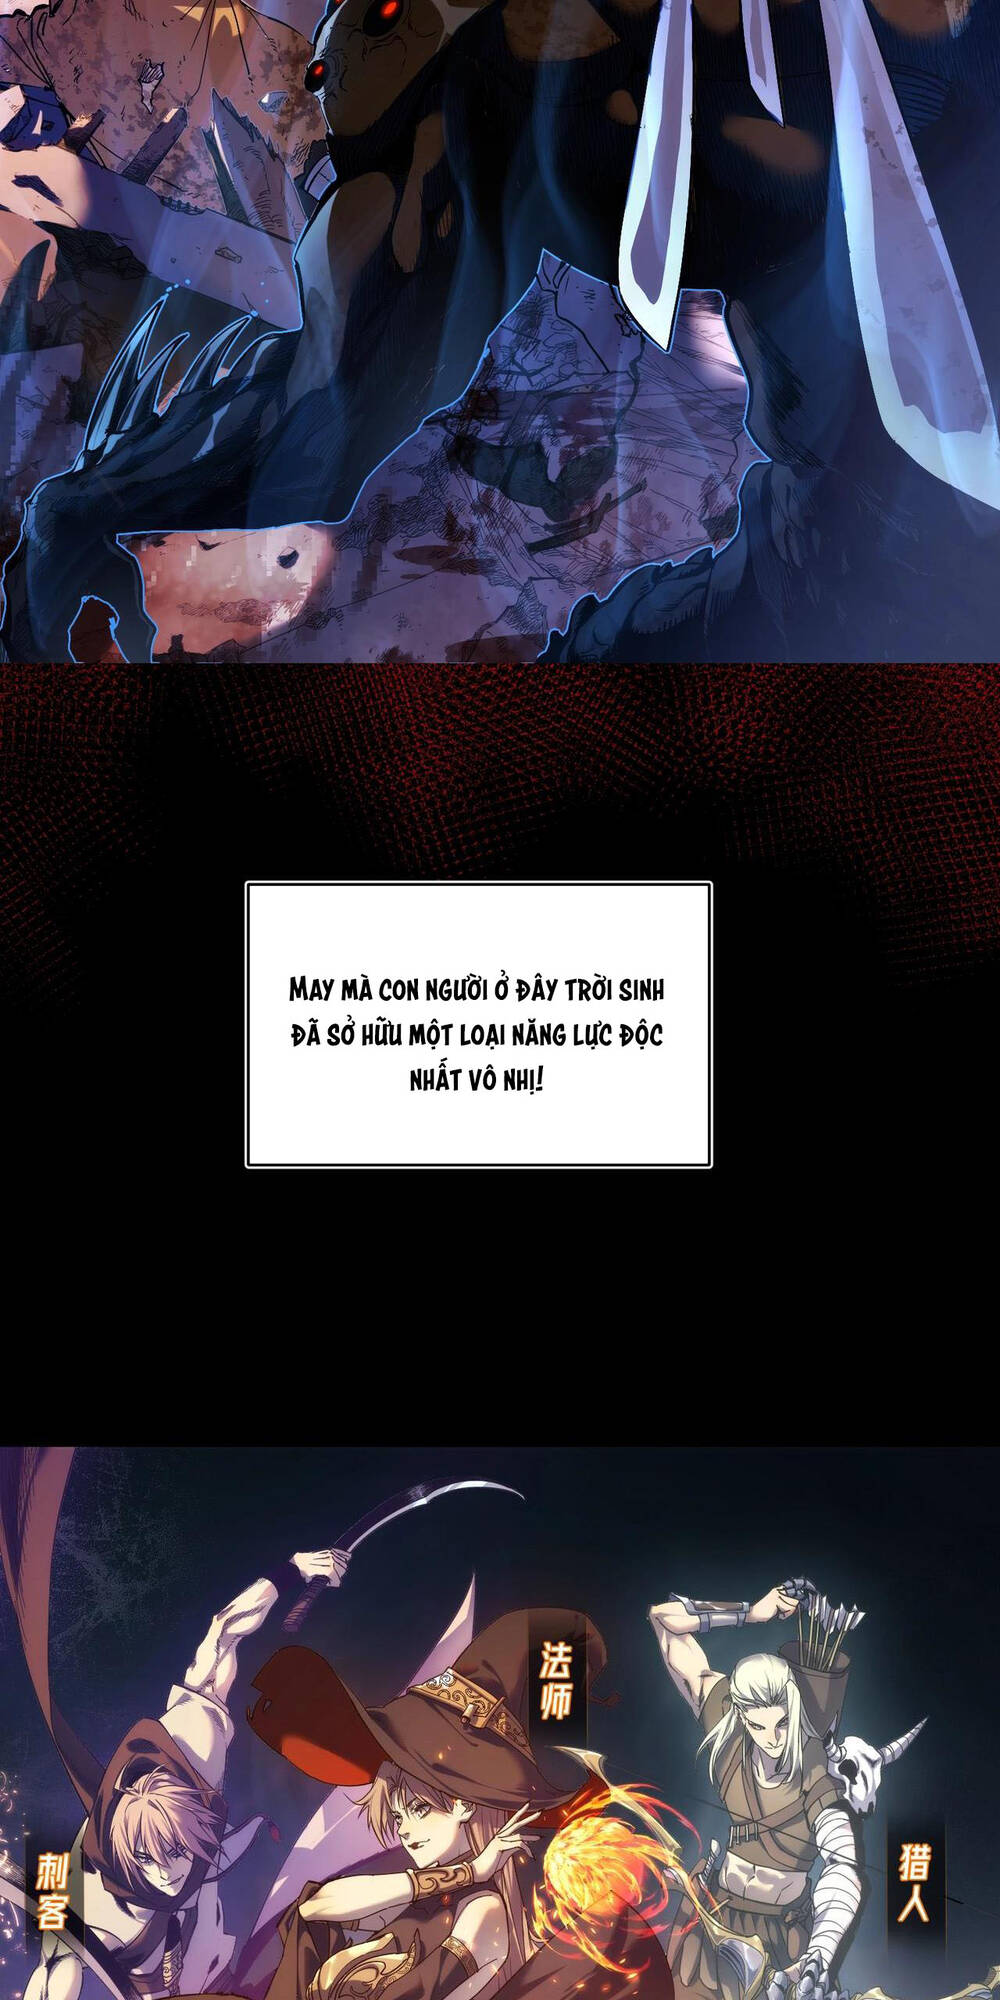 MAY MÀ CON NGƯỜI Ở ĐÂY TRỜI SINH
ĐÃ SỞ HỮU MỘT LOẠI NĂNG LỰC ĐỘC
NHẤT VÔ NHỊ!
法师
猎人
刺客